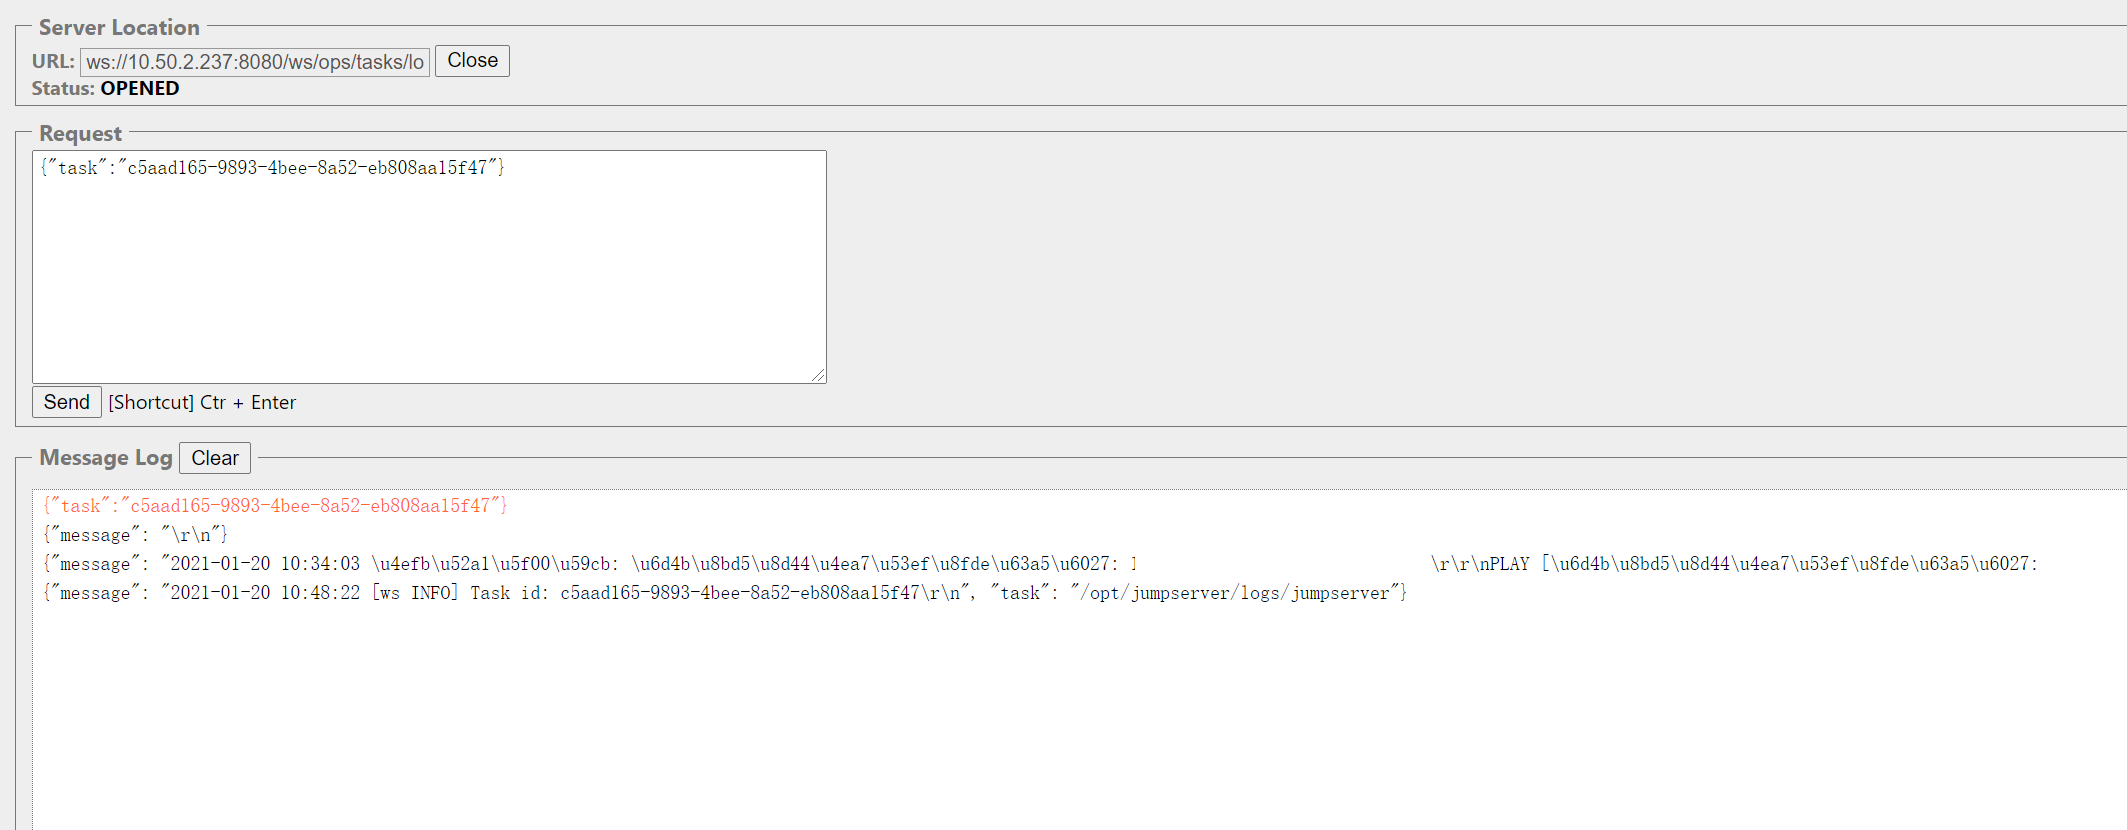 Server Location
URL: ws://10.50.2.237:8080/ws/ops/tasks/lo Close
Status: OPENED
Request
{"task":"c5aad165-9893-4bee-8a52-eb808aa15f47"}
Send [Shortcut] Ctr + Enter
Message Log Clear
{"task":"c5aad165-9893-4bee-8a52-eb808aa15f47"}
{"message": "\r\n"}
{"message": "2021-01-20 10:34:03 \u4efb\u52a1\u5f00\u59cb: \u6d4b\u8bd5\u8d44\u4ea7\u53ef\u8fde\u63a5\u6027: \r\r\nPLAY [\u6d4b\u8bd5\u8d44\u4ea7\u53ef\u8fde\u63a5\u6027:
{"message": "2021-01-20 10:48:22 [ws INFO] Task id: c5aad165-9893-4bee-8a52-eb808aa15f47\r\n", "task": "/opt/jumpserver/logs/jumpserver"}